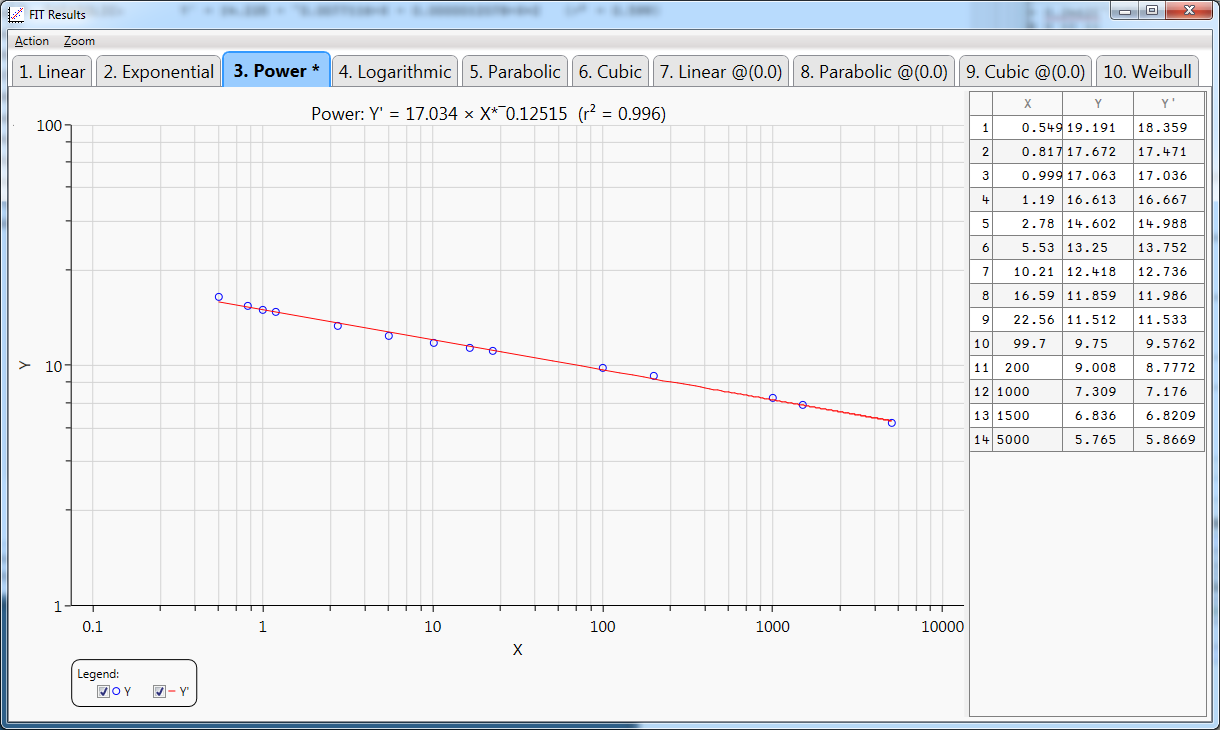 FIT Results
Action Zoom
1. Linear 2. Exponential 3. Power * 4. Logarithmic 5. Parabolic 6. Cubic 7. Linear @(0.0) 8. Parabolic @(0.0) 9. Cubic @(0.0) 10. Weibull
Power: Y' = 17.034 × X*¯0.12515 (r² = 0.996)
100
10
1
Y
0.1 1 10 100 1000 10000
X
Legend:
Y Y'
X Y Y'
1 0.549 19.191 18.359
2 0.817 17.672 17.471
3 0.999 17.063 17.036
4 1.19 16.613 16.667
5 2.78 14.602 14.988
6 5.53 13.25 13.752
7 10.21 12.418 12.736
8 16.59 11.859 11.986
9 22.56 11.512 11.533
10 99.7 9.75 9.5762
11 200 9.008 8.7772
12 1000 7.309 7.176
13 1500 6.836 6.8209
14 5000 5.765 5.8669